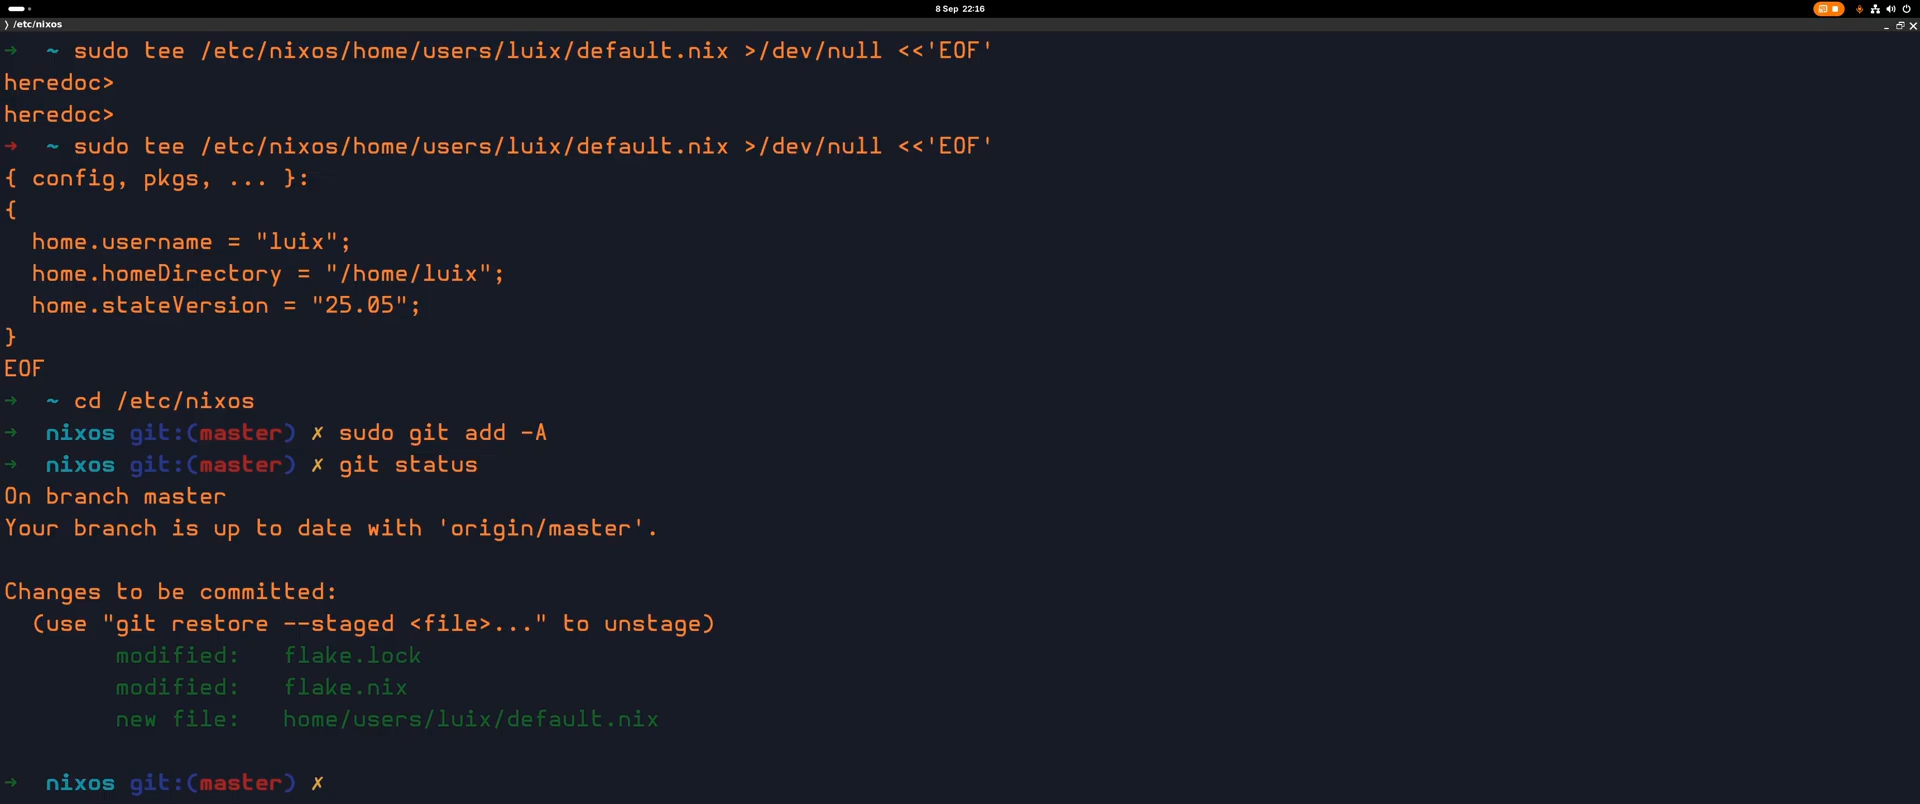 8 Sep 22:16
❯ /etc/nixos
→  ~ sudo tee /etc/nixos/home/users/luix/default.nix >/dev/null <<'EOF'
heredoc>
heredoc>
→  ~ sudo tee /etc/nixos/home/users/luix/default.nix >/dev/null <<'EOF'
{ config, pkgs, ... }:
{
  home.username = "luix";
  home.homeDirectory = "/home/luix";
  home.stateVersion = "25.05";
}
EOF
→  ~ cd /etc/nixos
→  nixos git:(master) ✗ sudo git add -A
→  nixos git:(master) ✗ git status
On branch master
Your branch is up to date with 'origin/master'.

Changes to be committed:
  (use "git restore --staged <file>..." to unstage)
        modified:   flake.lock
        modified:   flake.nix
        new file:   home/users/luix/default.nix

→  nixos git:(master) ✗